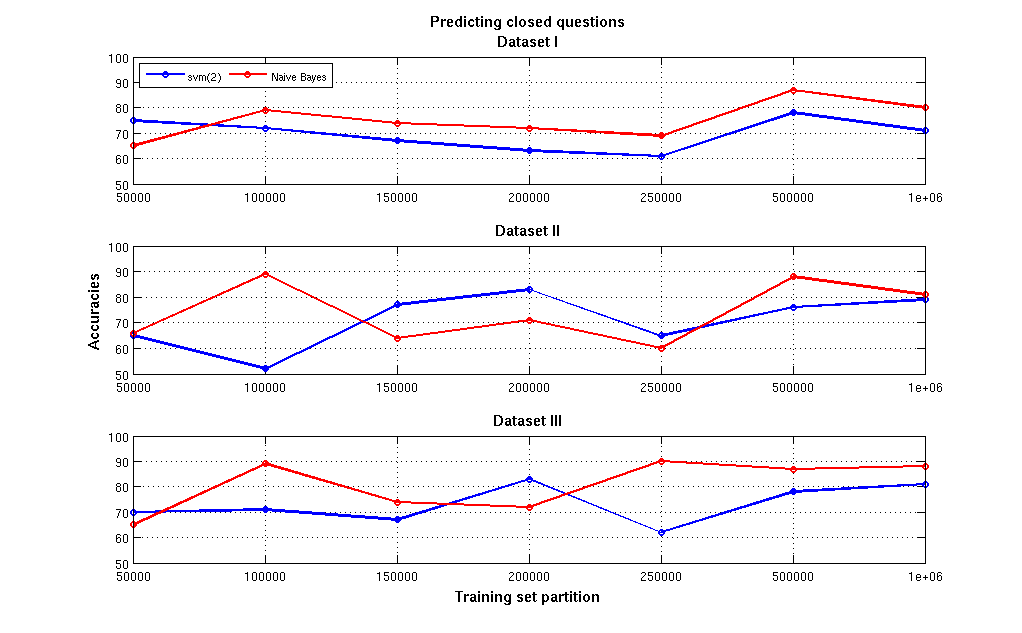 Predicting closed questions
Dataset I
100
90
80
70
60
50
svm(2) Naive Bayes
50000 100000 150000 200000 250000 500000 1e+06
Dataset II
100
90
80
70
60
50
50000 100000 150000 200000 250000 500000 1e+06
Accuracies
Dataset III
100
90
80
70
60
50
50000 100000 150000 200000 250000 500000 1e+06
Training set partition